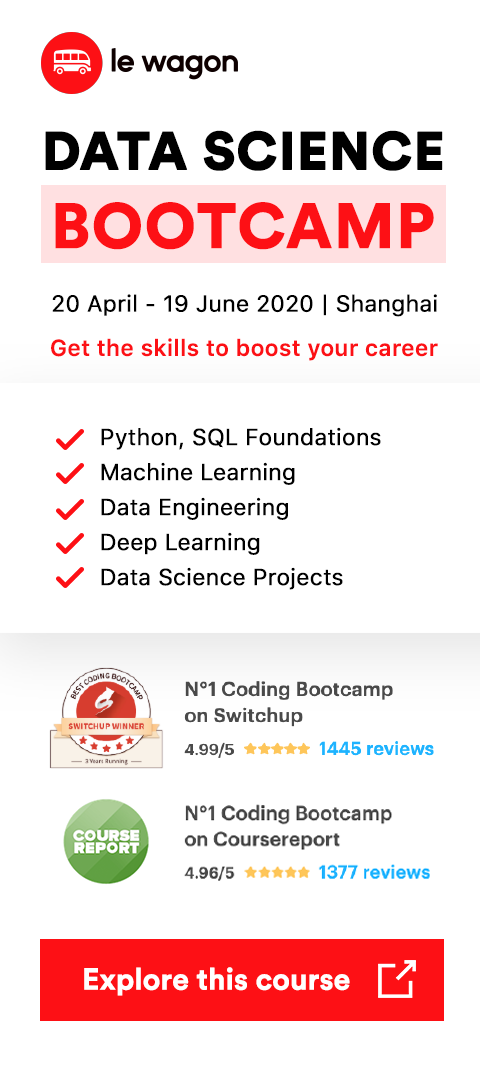 le wagon
DATA SCIENCE
BOOTCAMP
20 April - 19 June 2020 | Shanghai
Get the skills to boost your career
Python, SQL Foundations
Machine Learning
Data Engineering
Deep Learning
Data Science Projects
BEST CODING BOOTCAMP
SWITCHUP WINNER
3 Years Running
N°1 Coding Bootcamp
on Switchup
4.99/5 1445 reviews
COURSE
REPORT
N°1 Coding Bootcamp
on Coursereport
4.96/5 1377 reviews
Explore this course